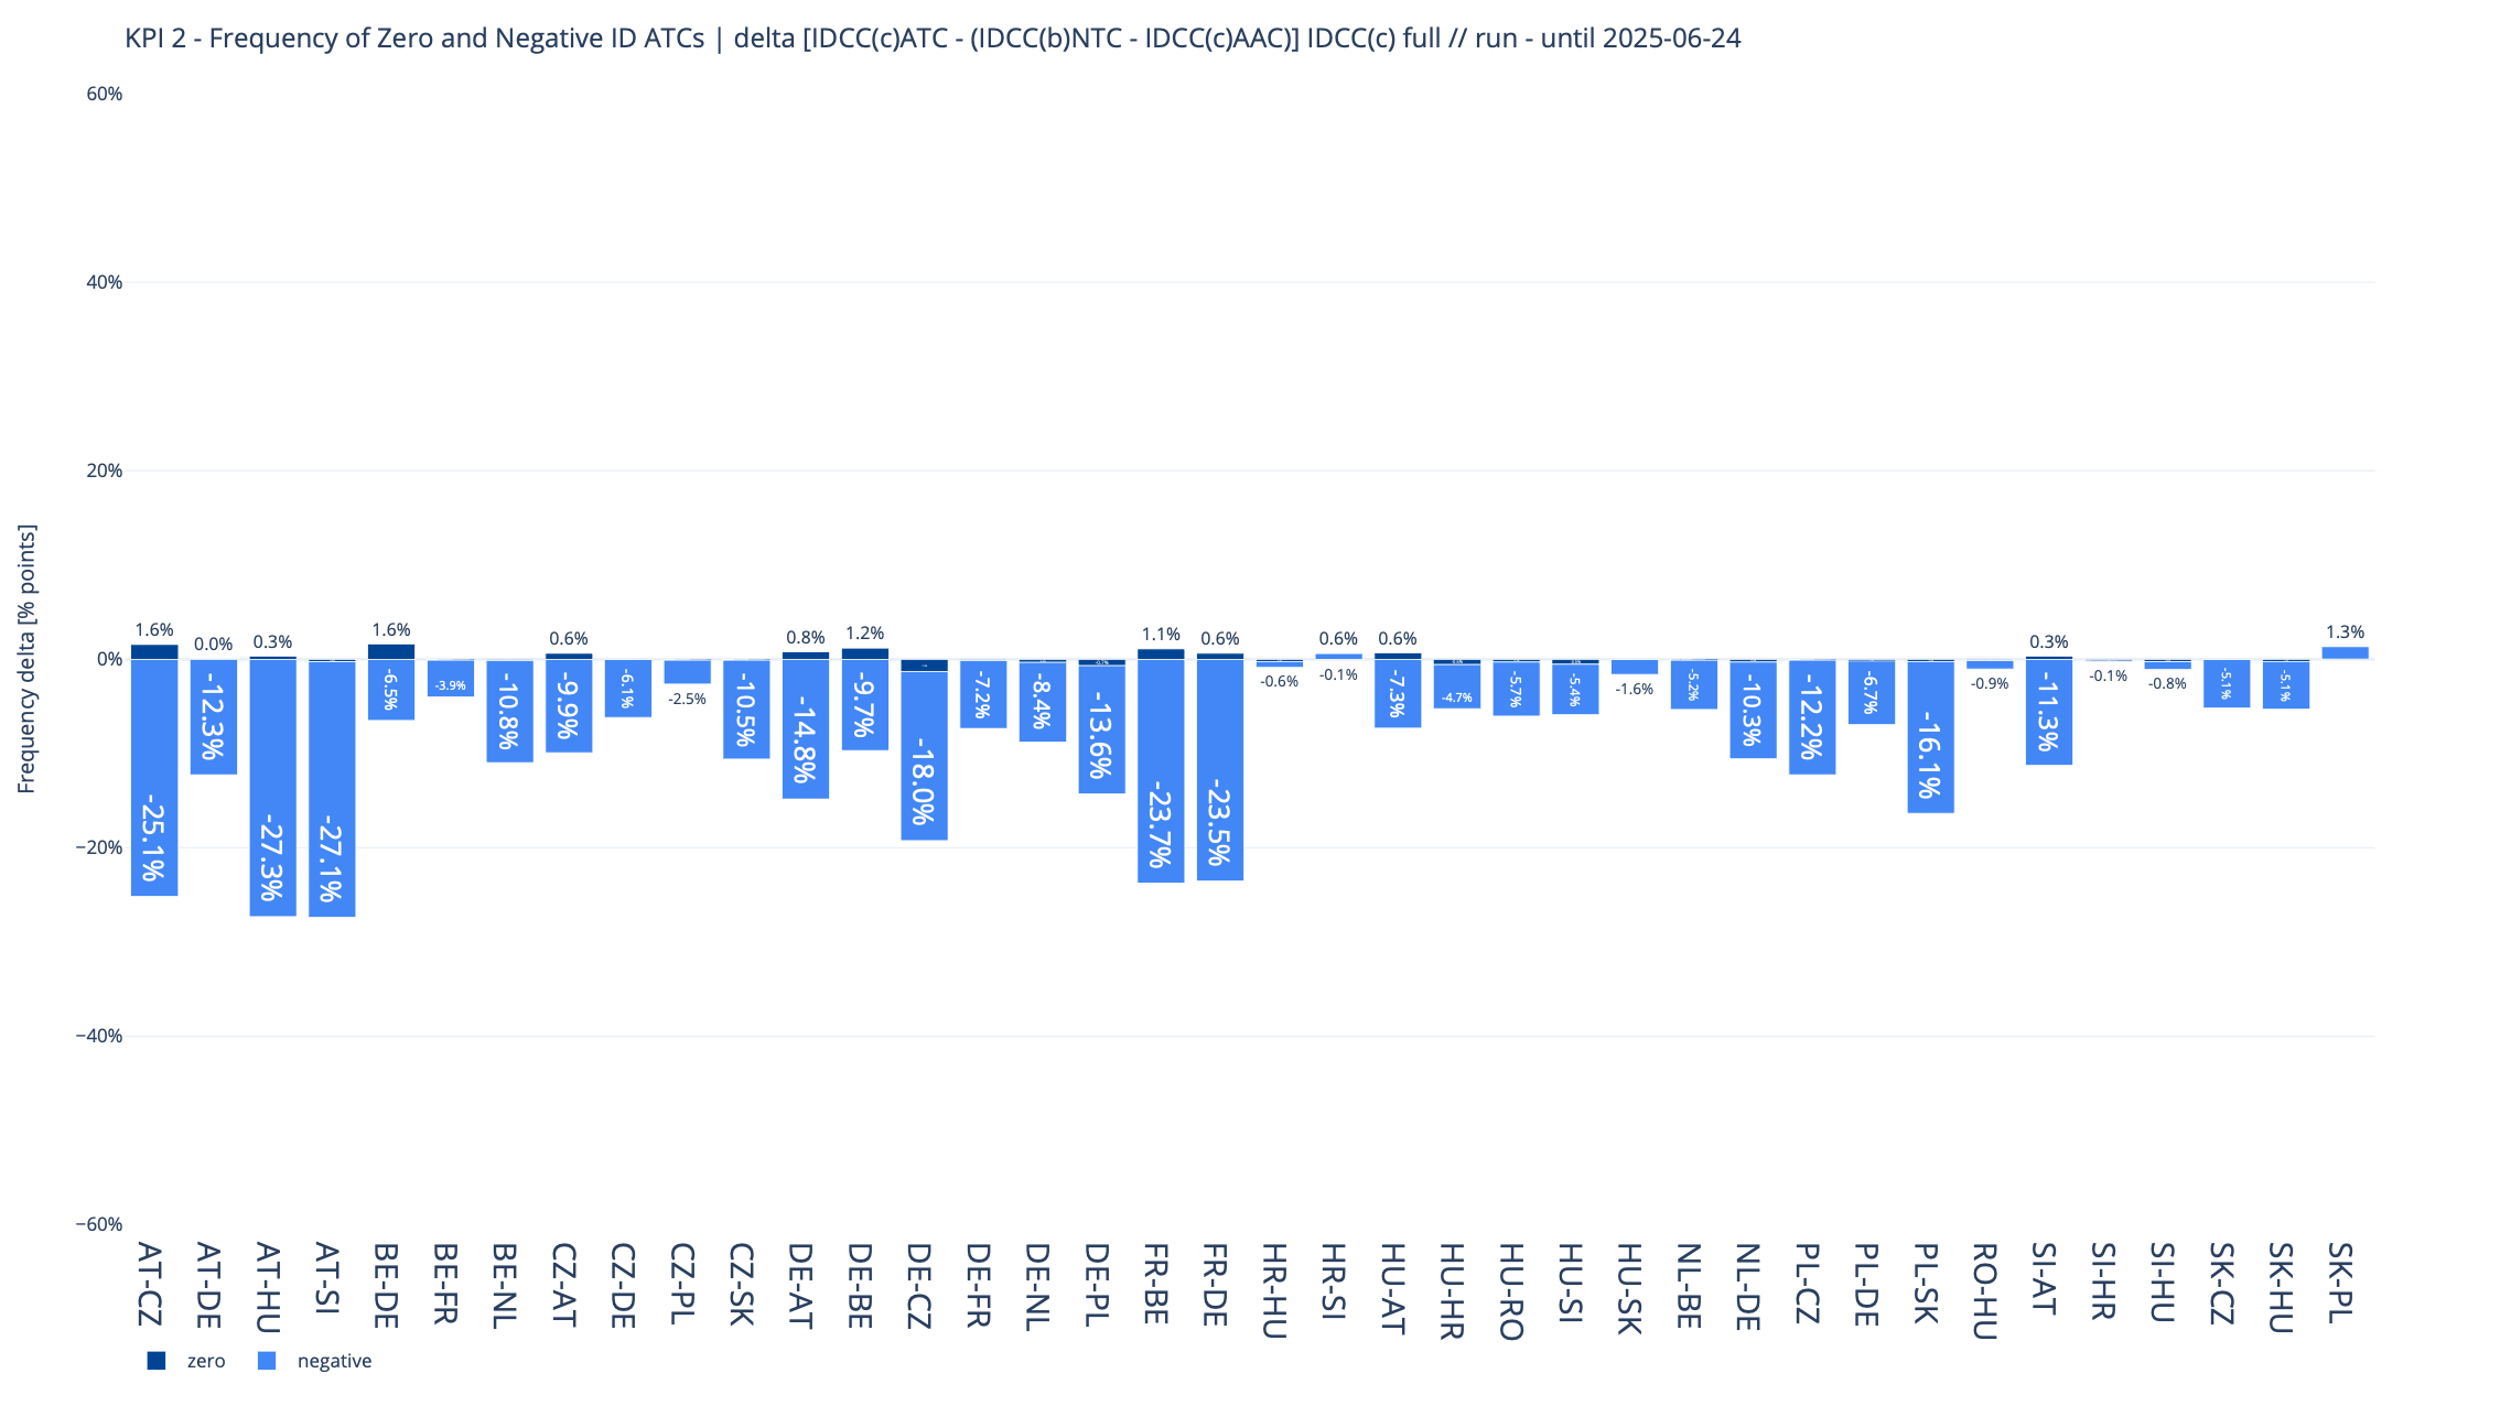 KPI 2 - Frequency of Zero and Negative ID ATCs | delta [IDCC(c)ATC - (IDCC(b)NTC - IDCC(c)AAC)] IDCC(c) full // run - until 2025-06-24
Frequency delta [% points]
60%
40%
20%
0%
−20%
−40%
−60%
1.6%
0.0%
0.3%
1.6%
0.6%
0.8%
1.2%
1.1%
0.6%
0.6%
0.6%
0.3%
1.3%
-25.1%
-12.3%
-27.3%
-27.1%
-6.5%
-3.9%
-10.8%
-9.9%
-6.1%
-2.5%
-10.5%
-14.8%
-9.7%
-18.0%
-7.2%
-8.4%
-13.6%
-23.7%
-23.5%
-0.6%
-0.1%
-7.3%
-4.7%
-5.7%
-5.4%
-1.6%
-5.2%
-10.3%
-12.2%
-6.7%
-16.1%
-0.9%
-11.3%
-0.1%
-0.8%
-5.1%
-5.1%
AT-CZ
AT-DE
AT-HU
AT-SI
BE-DE
BE-FR
BE-NL
CZ-AT
CZ-DE
CZ-PL
CZ-SK
DE-AT
DE-BE
DE-CZ
DE-FR
DE-NL
DE-PL
FR-BE
FR-DE
HR-HU
HR-SI
HU-AT
HU-HR
HU-RO
HU-SI
HU-SK
NL-BE
NL-DE
PL-CZ
PL-DE
PL-SK
RO-HU
SI-AT
SI-HR
SI-HU
SK-CZ
SK-HU
SK-PL
zero
negative